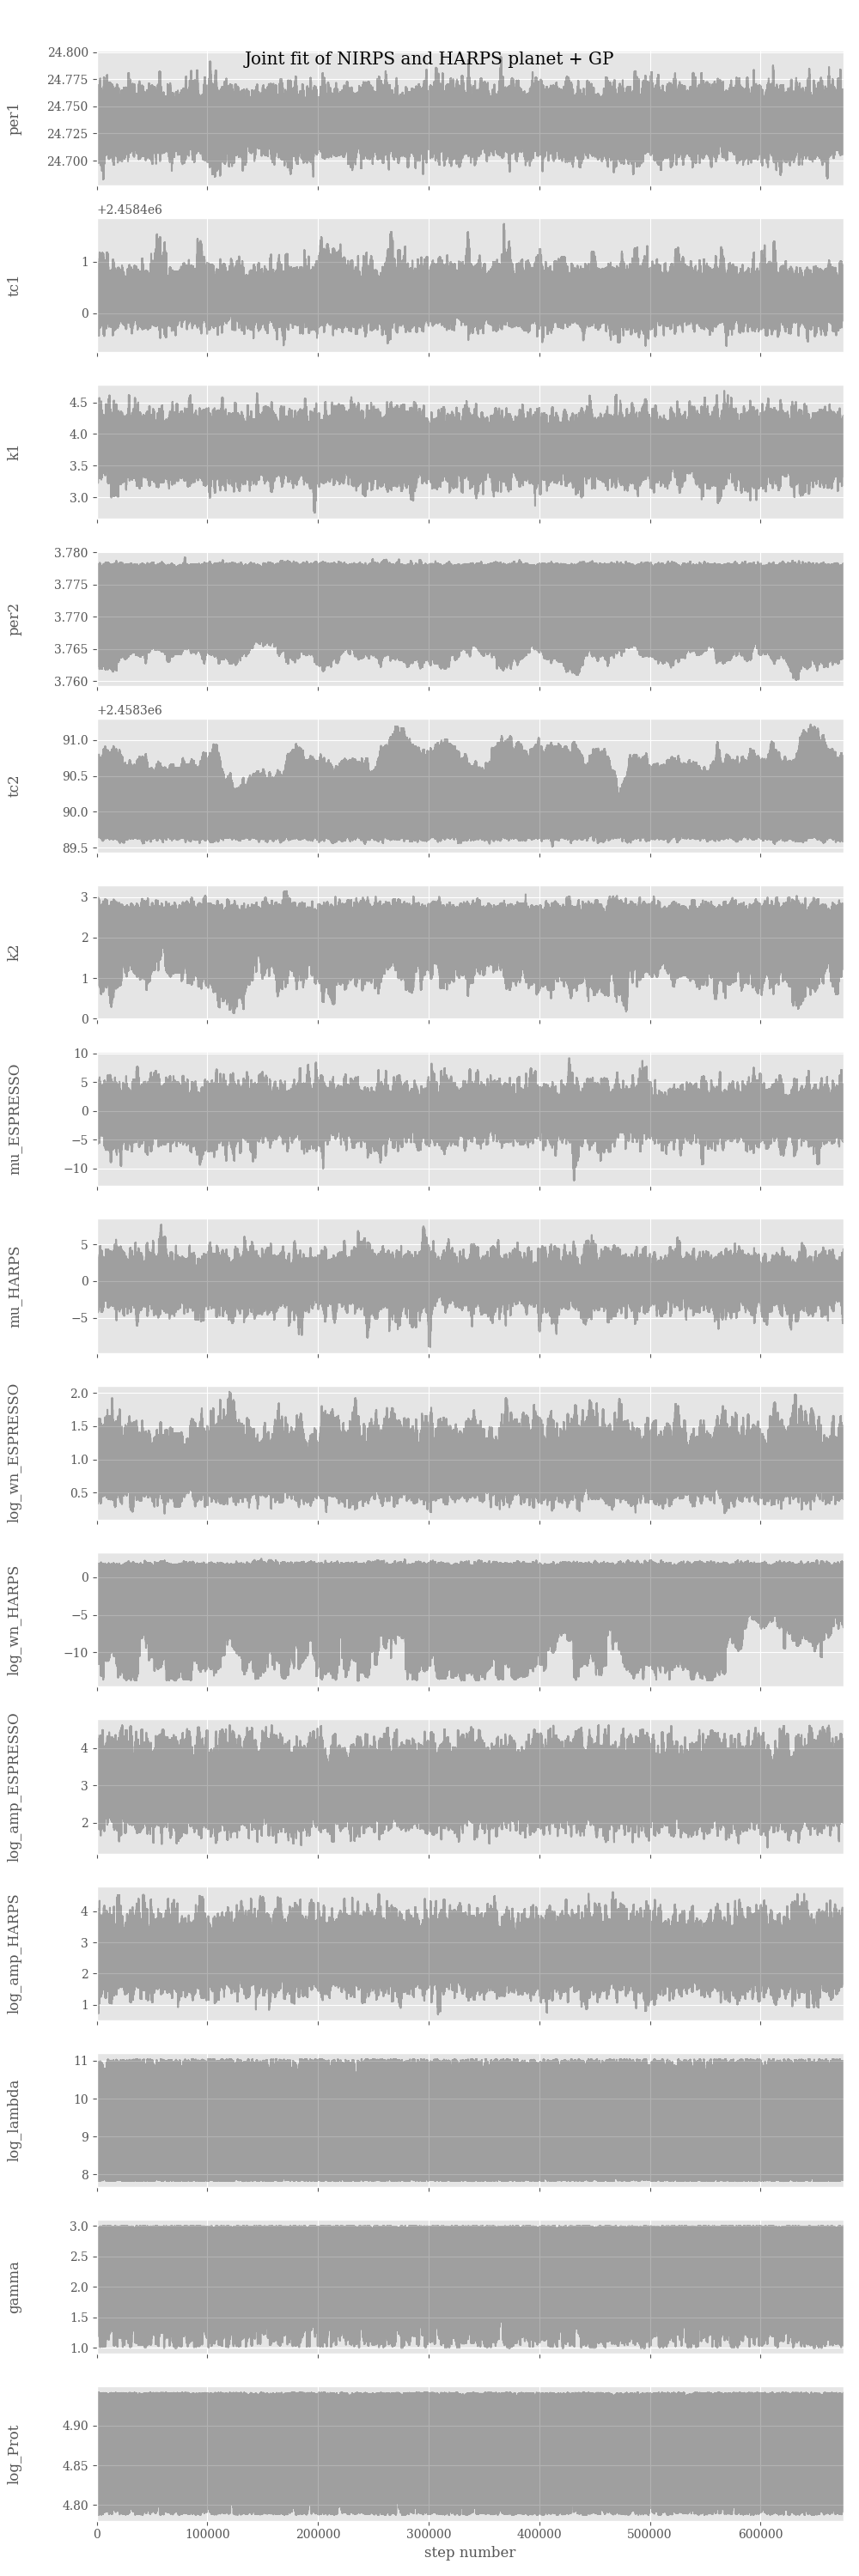 Joint fit of NIRPS and HARPS planet + GP
24.800
24.775
24.750
24.725
24.700
per1
+2.4584e6
1
0
tc1
4.5
4.0
3.5
3.0
k1
3.780
3.775
3.770
3.765
3.760
per2
+2.4583e6
91.0
90.5
90.0
89.5
tc2
3
2
1
0
k2
10
5
0
−5
−10
mu_ESPRESSO
5
0
−5
mu_HARPS
2.0
1.5
1.0
0.5
log_wn_ESPRESSO
0
−5
−10
log_wn_HARPS
4
3
2
log_amp_ESPRESSO
4
3
2
1
log_amp_HARPS
11
10
9
8
log_lambda
3.0
2.5
2.0
1.5
1.0
gamma
4.90
4.85
4.80
log_Prot
0 100000 200000 300000 400000 500000 600000
step number